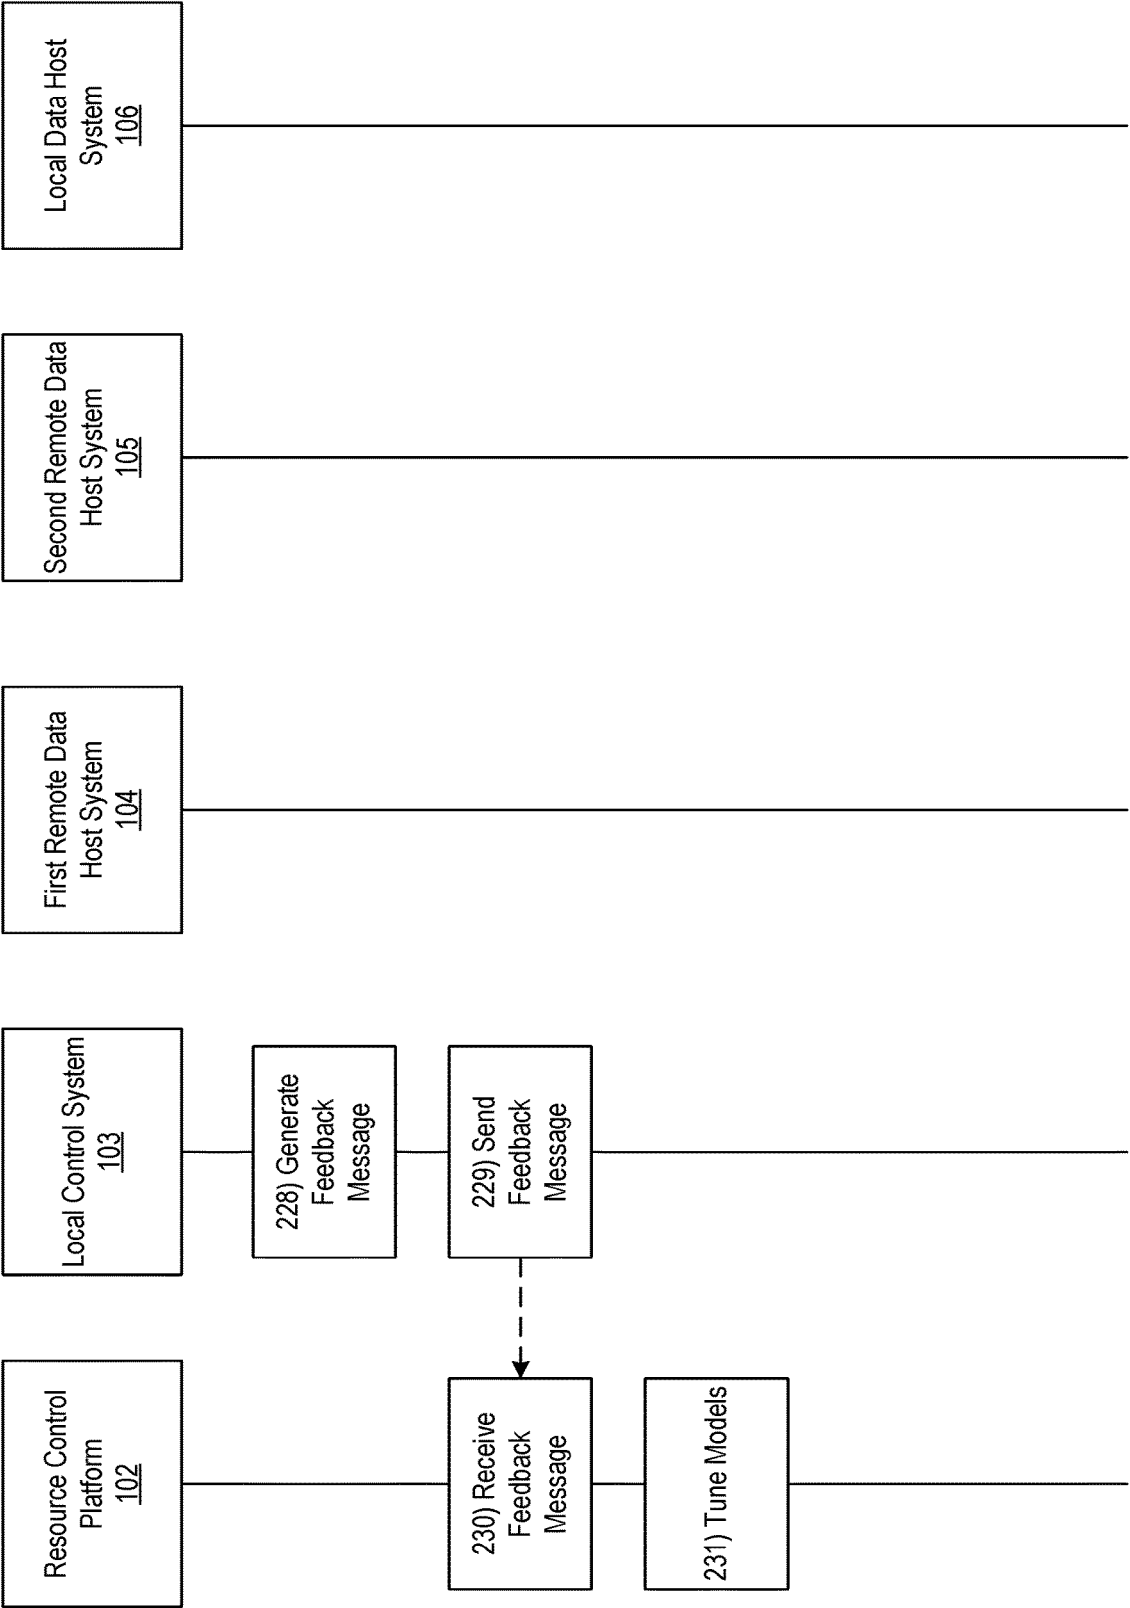 Resource Control
Platform
102
Local Control System
103
First Remote Data
Host System
104
Second Remote Data
Host System
105
Local Data Host
System
106
228) Generate
Feedback
Message
229) Send
Feedback
Message
230) Receive
Feedback
Message
231) Tune Models